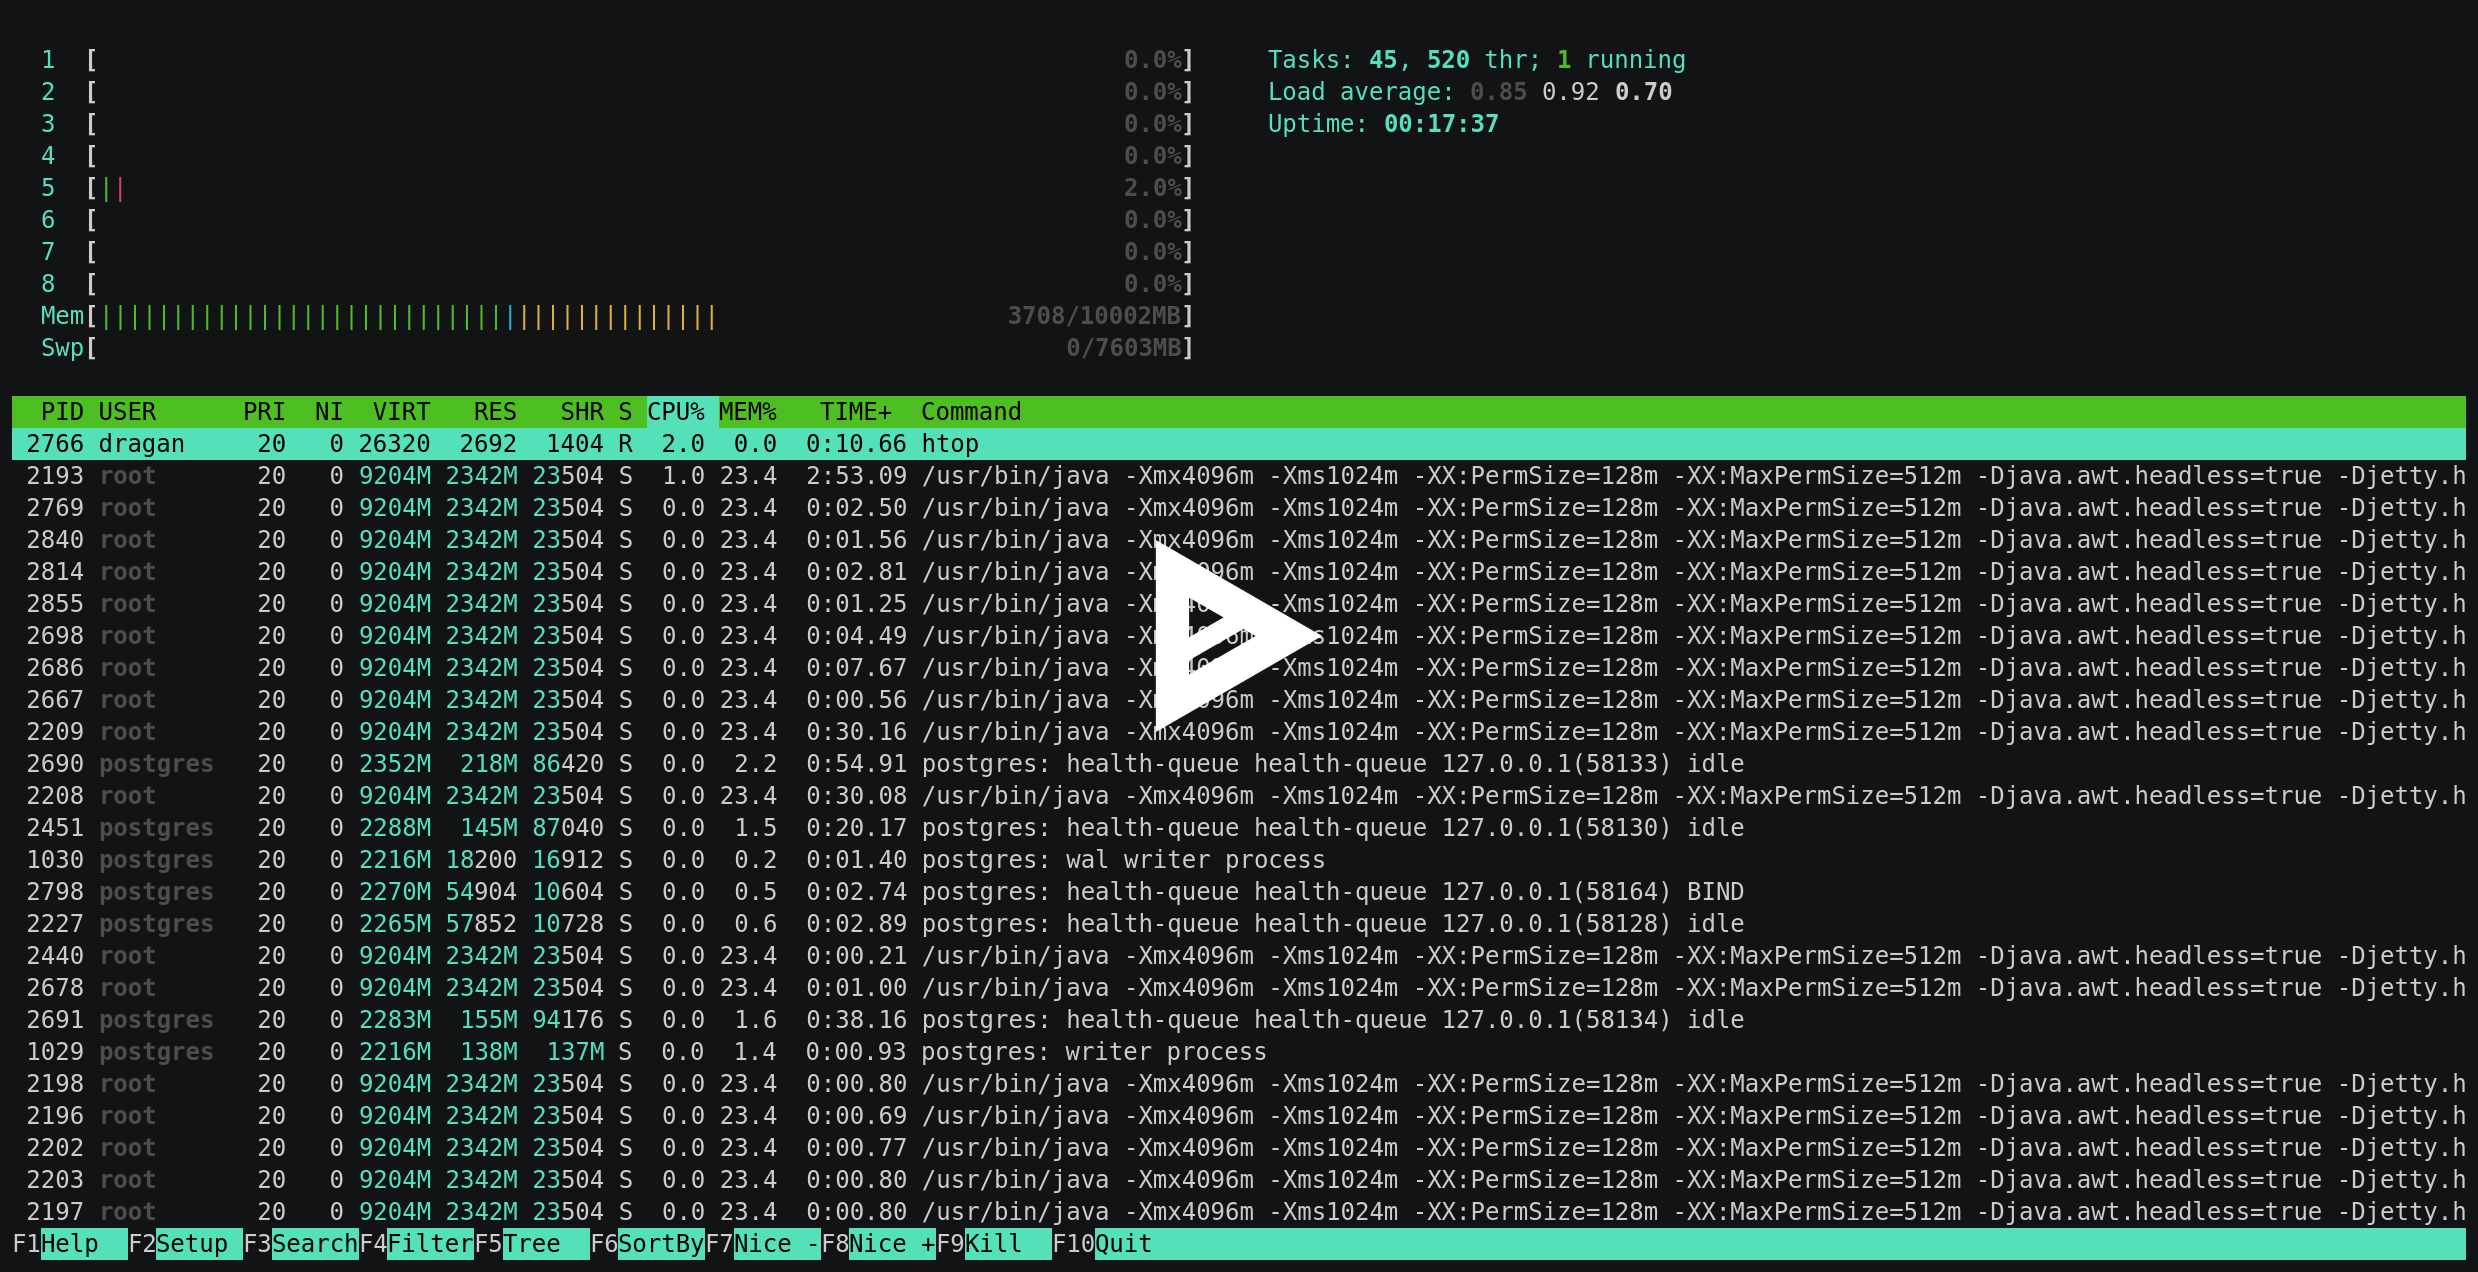 1 [ 0.0%] Tasks: 45, 520 thr; 1 running
2 [ 0.0%] Load average: 0.85 0.92 0.70
3 [ 0.0%] Uptime: 00:17:37
4 [ 0.0%]
5 [|| 2.0%]
6 [ 0.0%]
7 [ 0.0%]
8 [ 0.0%]
Mem[||||||||||||||||||||||||||||||||||||||||||| 3708/10002MB]
Swp[ 0/7603MB]
PID USER PRI NI VIRT RES SHR S CPU% MEM% TIME+ Command
2766 dragan 20 0 26320 2692 1404 R 2.0 0.0 0:10.66 htop
2193 root 20 0 9204M 2342M 23504 S 1.0 23.4 2:53.09 /usr/bin/java -Xmx4096m -Xms1024m -XX:PermSize=128m -XX:MaxPermSize=512m -Djava.awt.headless=true -Djetty.h
2769 root 20 0 9204M 2342M 23504 S 0.0 23.4 0:02.50 /usr/bin/java -Xmx4096m -Xms1024m -XX:PermSize=128m -XX:MaxPermSize=512m -Djava.awt.headless=true -Djetty.h
2840 root 20 0 9204M 2342M 23504 S 0.0 23.4 0:01.56 /usr/bin/java -Xmx4096m -Xms1024m -XX:PermSize=128m -XX:MaxPermSize=512m -Djava.awt.headless=true -Djetty.h
2814 root 20 0 9204M 2342M 23504 S 0.0 23.4 0:02.81 /usr/bin/java -Xmx4096m -Xms1024m -XX:PermSize=128m -XX:MaxPermSize=512m -Djava.awt.headless=true -Djetty.h
2855 root 20 0 9204M 2342M 23504 S 0.0 23.4 0:01.25 /usr/bin/java -Xms1024m -XX:PermSize=128m -XX:MaxPermSize=512m -Djava.awt.headless=true -Djetty.h
2698 root 20 0 9204M 2342M 23504 S 0.0 23.4 0:04.49 /usr/bin/java -XX:PermSize=128m -XX:MaxPermSize=512m -Djava.awt.headless=true -Djetty.h
2686 root 20 0 9204M 2342M 23504 S 0.0 23.4 0:07.67 /usr/bin/java -Xms1024m -XX:PermSize=128m -XX:MaxPermSize=512m -Djava.awt.headless=true -Djetty.h
2667 root 20 0 9204M 2342M 23504 S 0.0 23.4 0:00.56 /usr/bin/java -Xmx4096m -Xms1024m -XX:PermSize=128m -XX:MaxPermSize=512m -Djava.awt.headless=true -Djetty.h
2209 root 20 0 9204M 2342M 23504 S 0.0 23.4 0:30.16 /usr/bin/java -Xmx4096m -Xms1024m -XX:PermSize=128m -XX:MaxPermSize=512m -Djava.awt.headless=true -Djetty.h
2690 postgres 20 0 2352M 218M 86420 S 0.0 2.2 0:54.91 postgres: health-queue health-queue 127.0.0.1(58133) idle
2208 root 20 0 9204M 2342M 23504 S 0.0 23.4 0:30.08 /usr/bin/java -Xmx4096m -Xms1024m -XX:PermSize=128m -XX:MaxPermSize=512m -Djava.awt.headless=true -Djetty.h
2451 postgres 20 0 2288M 145M 87040 S 0.0 1.5 0:20.17 postgres: health-queue health-queue 127.0.0.1(58130) idle
1030 postgres 20 0 2216M 18200 16912 S 0.0 0.2 0:01.40 postgres: wal writer process
2798 postgres 20 0 2270M 54904 10604 S 0.0 0.5 0:02.74 postgres: health-queue health-queue 127.0.0.1(58164) BIND
2227 postgres 20 0 2265M 57852 10728 S 0.0 0.6 0:02.89 postgres: health-queue health-queue 127.0.0.1(58128) idle
2440 root 20 0 9204M 2342M 23504 S 0.0 23.4 0:00.21 /usr/bin/java -Xmx4096m -Xms1024m -XX:PermSize=128m -XX:MaxPermSize=512m -Djava.awt.headless=true -Djetty.h
2678 root 20 0 9204M 2342M 23504 S 0.0 23.4 0:01.00 /usr/bin/java -Xmx4096m -Xms1024m -XX:PermSize=128m -XX:MaxPermSize=512m -Djava.awt.headless=true -Djetty.h
2691 postgres 20 0 2283M 155M 94176 S 0.0 1.6 0:38.16 postgres: health-queue health-queue 127.0.0.1(58134) idle
1029 postgres 20 0 2216M 138M 137M S 0.0 1.4 0:00.93 postgres: writer process
2198 root 20 0 9204M 2342M 23504 S 0.0 23.4 0:00.80 /usr/bin/java -Xmx4096m -Xms1024m -XX:PermSize=128m -XX:MaxPermSize=512m -Djava.awt.headless=true -Djetty.h
2196 root 20 0 9204M 2342M 23504 S 0.0 23.4 0:00.69 /usr/bin/java -Xmx4096m -Xms1024m -XX:PermSize=128m -XX:MaxPermSize=512m -Djava.awt.headless=true -Djetty.h
2202 root 20 0 9204M 2342M 23504 S 0.0 23.4 0:00.77 /usr/bin/java -Xmx4096m -Xms1024m -XX:PermSize=128m -XX:MaxPermSize=512m -Djava.awt.headless=true -Djetty.h
2203 root 20 0 9204M 2342M 23504 S 0.0 23.4 0:00.80 /usr/bin/java -Xmx4096m -Xms1024m -XX:PermSize=128m -XX:MaxPermSize=512m -Djava.awt.headless=true -Djetty.h
2197 root 20 0 9204M 2342M 23504 S 0.0 23.4 0:00.80 /usr/bin/java -Xmx4096m -Xms1024m -XX:PermSize=128m -XX:MaxPermSize=512m -Djava.awt.headless=true -Djetty.h
F1Help F2Setup F3SearchF4FilterF5Tree F6SortByF7Nice -F8Nice +F9Kill F10Quit